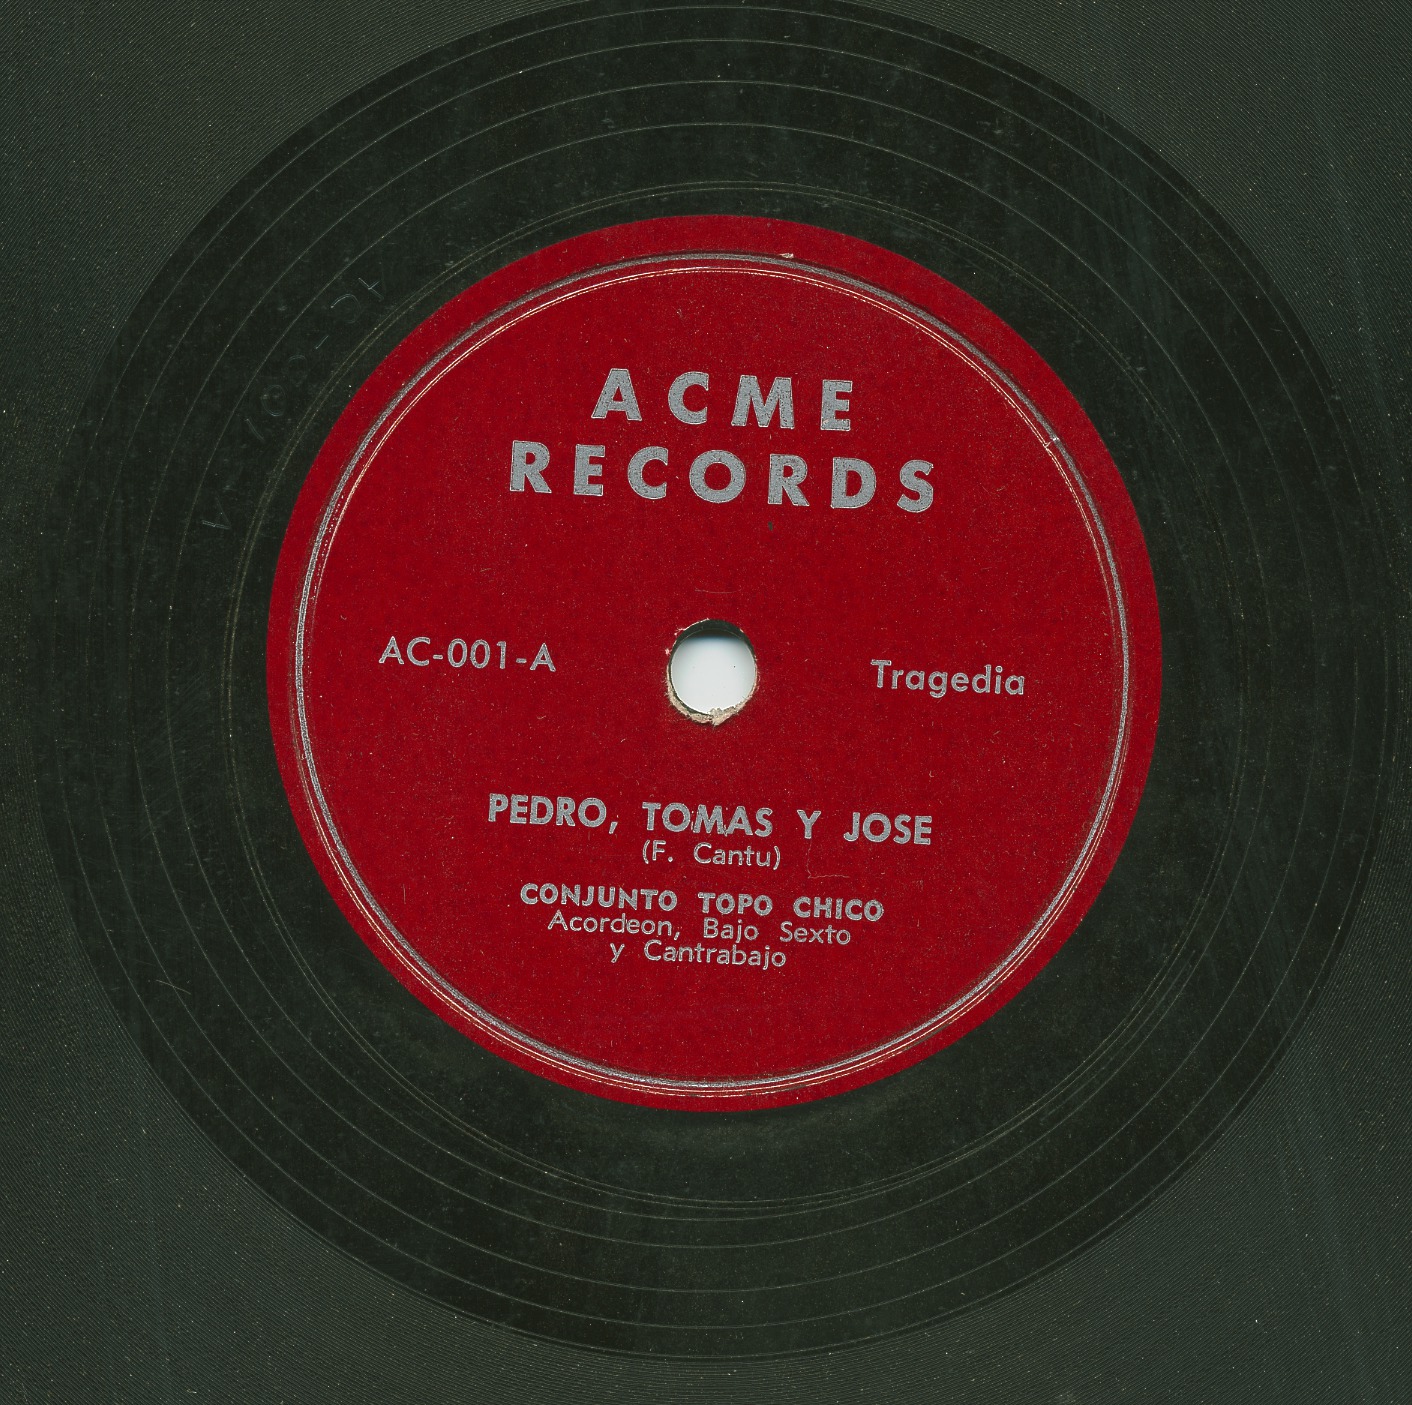 ACME
RECORDS
AC-001-A
Tragedia
PEDRO, TOMAS Y JOSE
(F. Cantu)
CONJUNTO TOPO CHICO
Acordeon, Bajo Sexto
y Cantrabajo